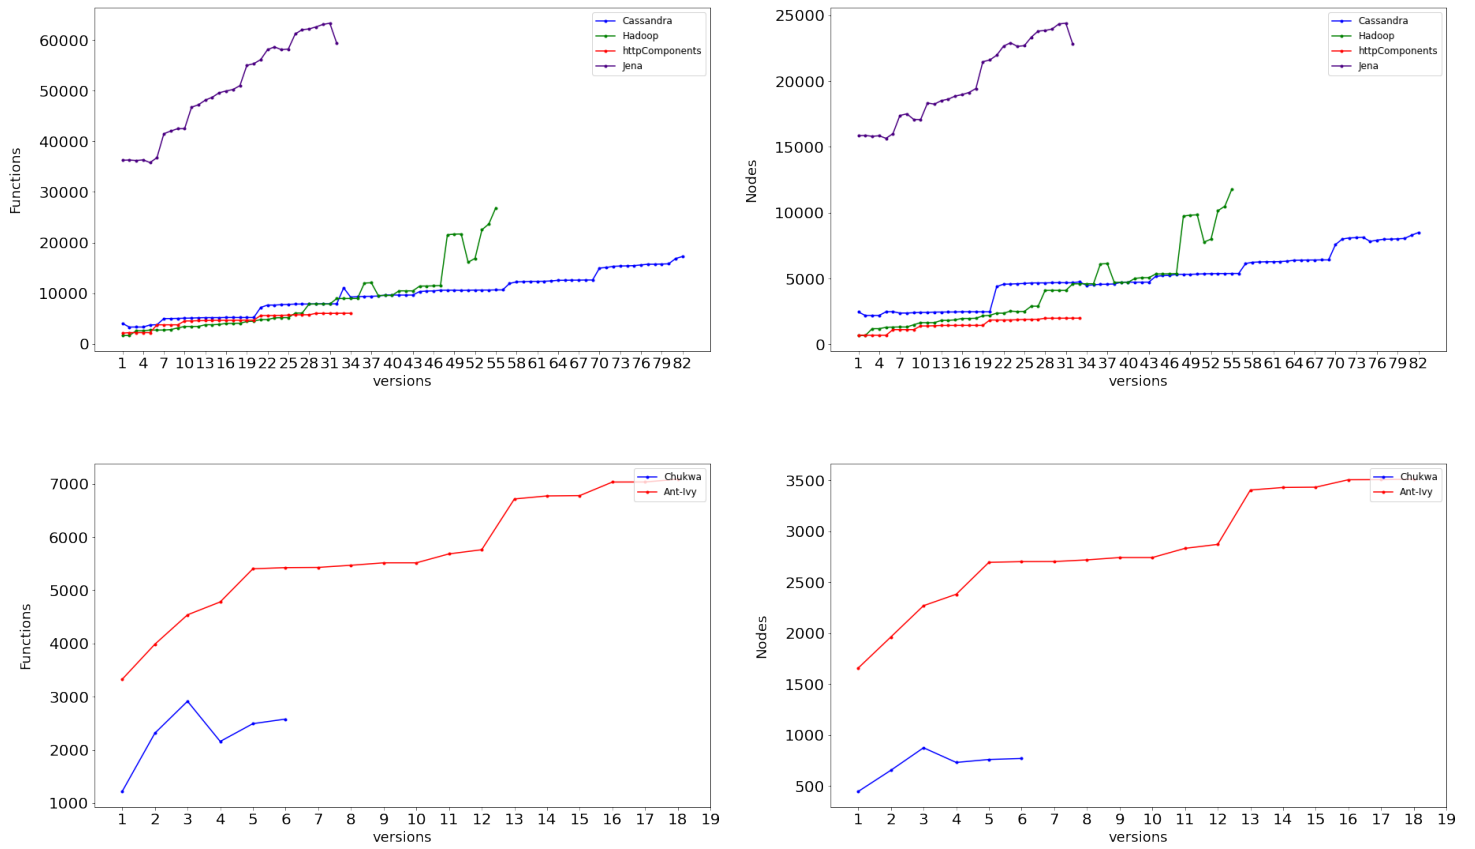 60000
50000
40000
30000
20000
10000
0
Functions
Cassandra
Hadoop
httpComponents
Jena
1 4 7 10 13 16 19 22 25 28 31 34 37 40 43 46 49 52 55 58 61 64 67 70 73 76 79 82
versions
25000
20000
15000
10000
5000
0
Nodes
Cassandra
Hadoop
httpComponents
Jena
1 4 7 10 13 16 19 22 25 28 31 34 37 40 43 46 49 52 55 58 61 64 67 70 73 76 79 82
versions
7000
6000
5000
4000
3000
2000
1000
Functions
Chukwa
Ant-Ivy
1 2 3 4 5 6 7 8 9 10 11 12 13 14 15 16 17 18 19
versions
3500
3000
2500
2000
1500
1000
500
Nodes
Chukwa
Ant-Ivy
1 2 3 4 5 6 7 8 9 10 11 12 13 14 15 16 17 18 19
versions